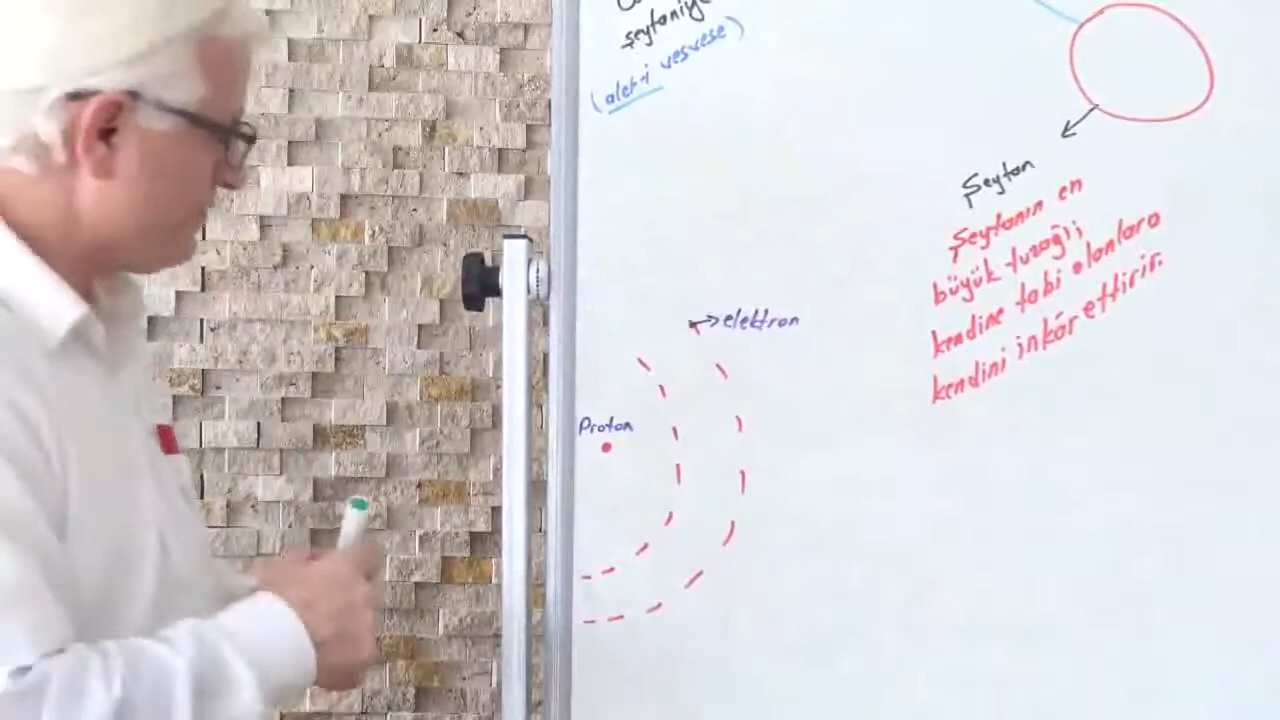 şeytaniye
(alet-i vesvese)
Şeytan
Şeytanın en
büyük tuzağı;
kendine tabi olanlara
kendini inkâr ettirir.
elektron
Proton